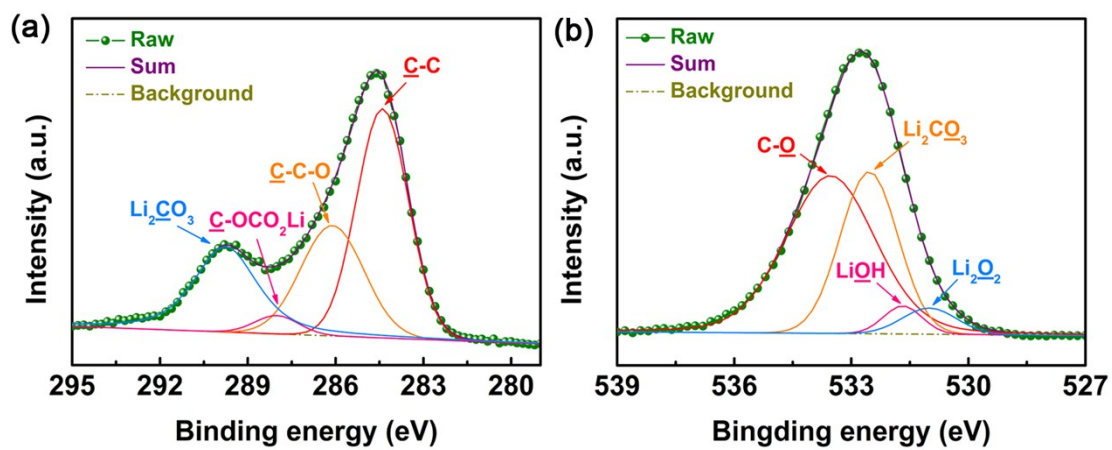 (a)
Raw
Sum
Background
C-C
C-C-O
Li₂CO₃
C-OCO₂Li
Intensity (a.u.)
295 292 289 286 283 280
Binding energy (eV)
(b)
Raw
Sum
Background
C-O
Li₂CO₃
LiOH
Li₂O₂
Intensity (a.u.)
539 536 533 530 527
Bingding energy (eV)